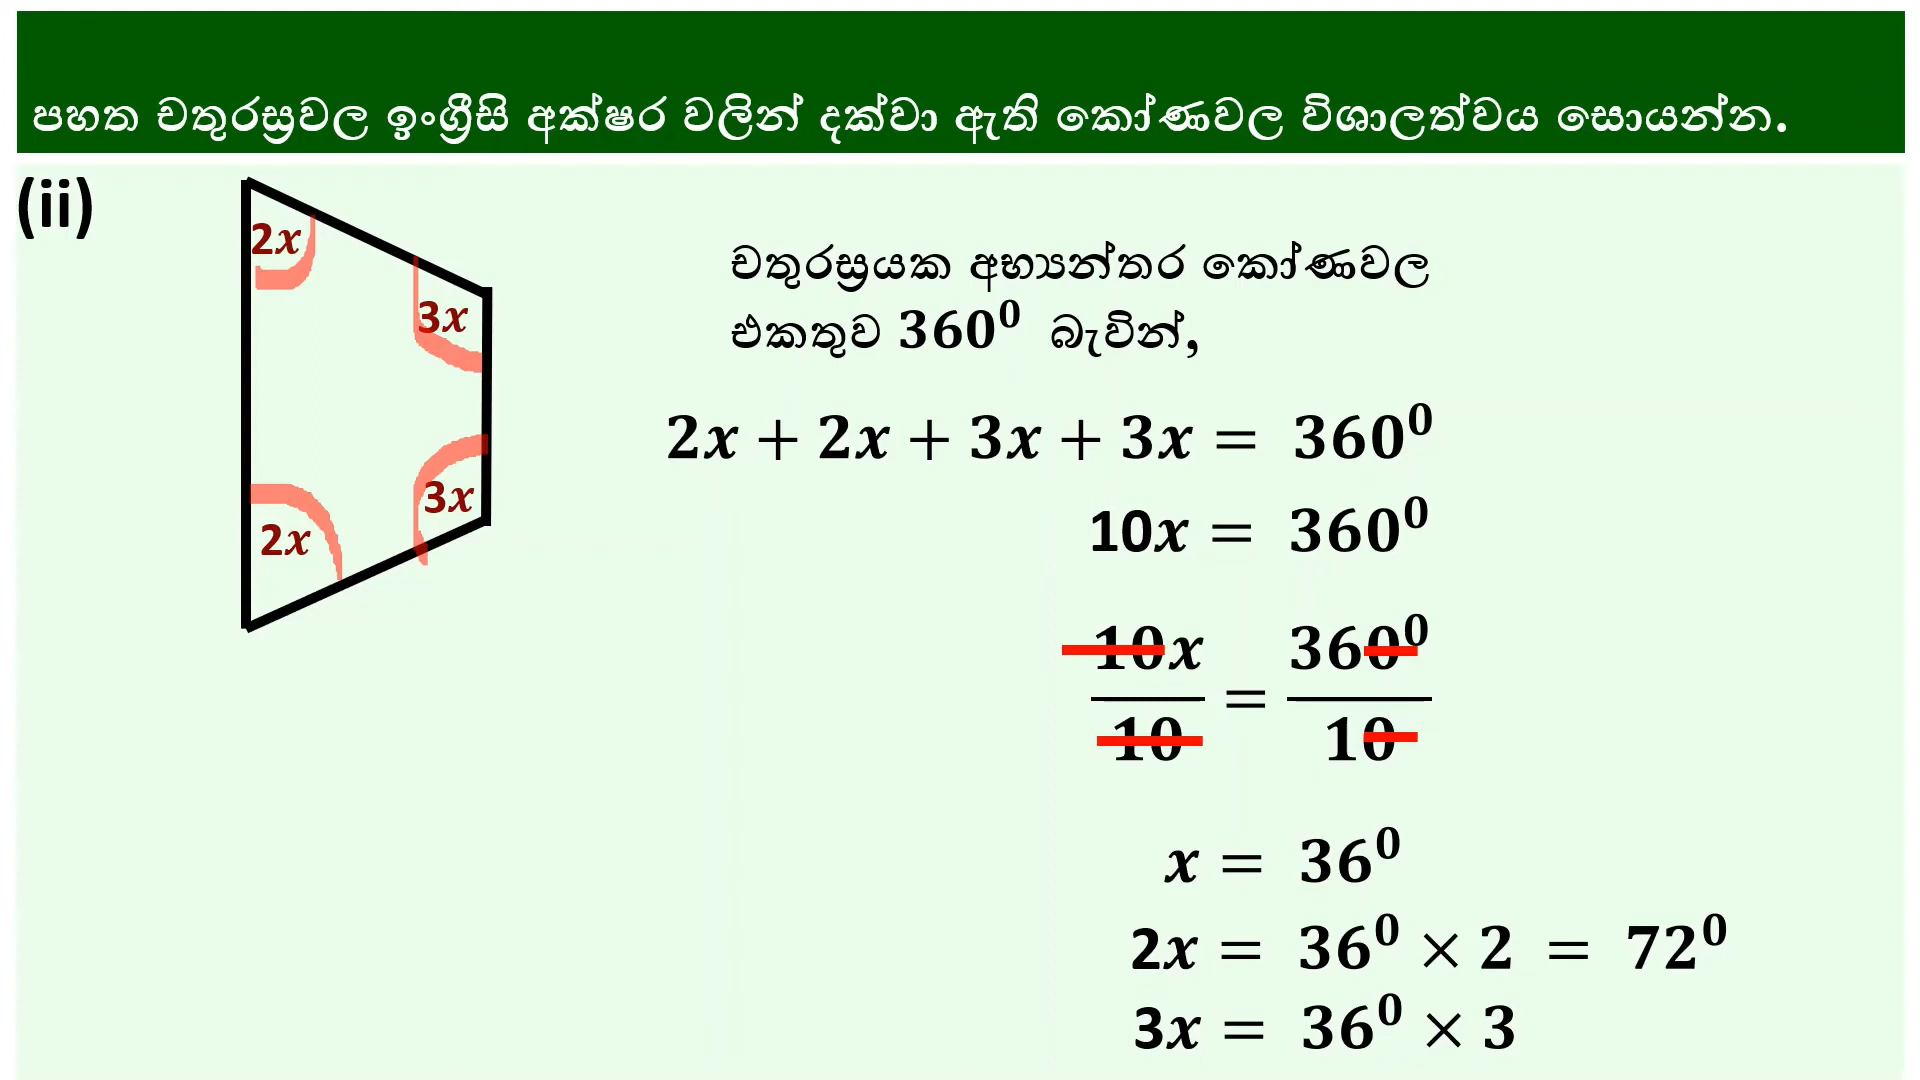 පහත චතුරස්‍රවල ඉංග්‍රීසි අක්ෂර වලින් දක්වා ඇති කෝණවල විශාලත්වය සොයන්න.
(ii)
2x
3x
3x
2x
චතුරස්‍රයක අභ්‍යන්තර කෝණවල
එකතුව 360⁰ බැවින්,
2x + 2x + 3x + 3x = 360⁰
10x = 360⁰
10x/10 = 360⁰/10
x = 36⁰
2x = 36⁰ × 2 = 72⁰
3x = 36⁰ × 3